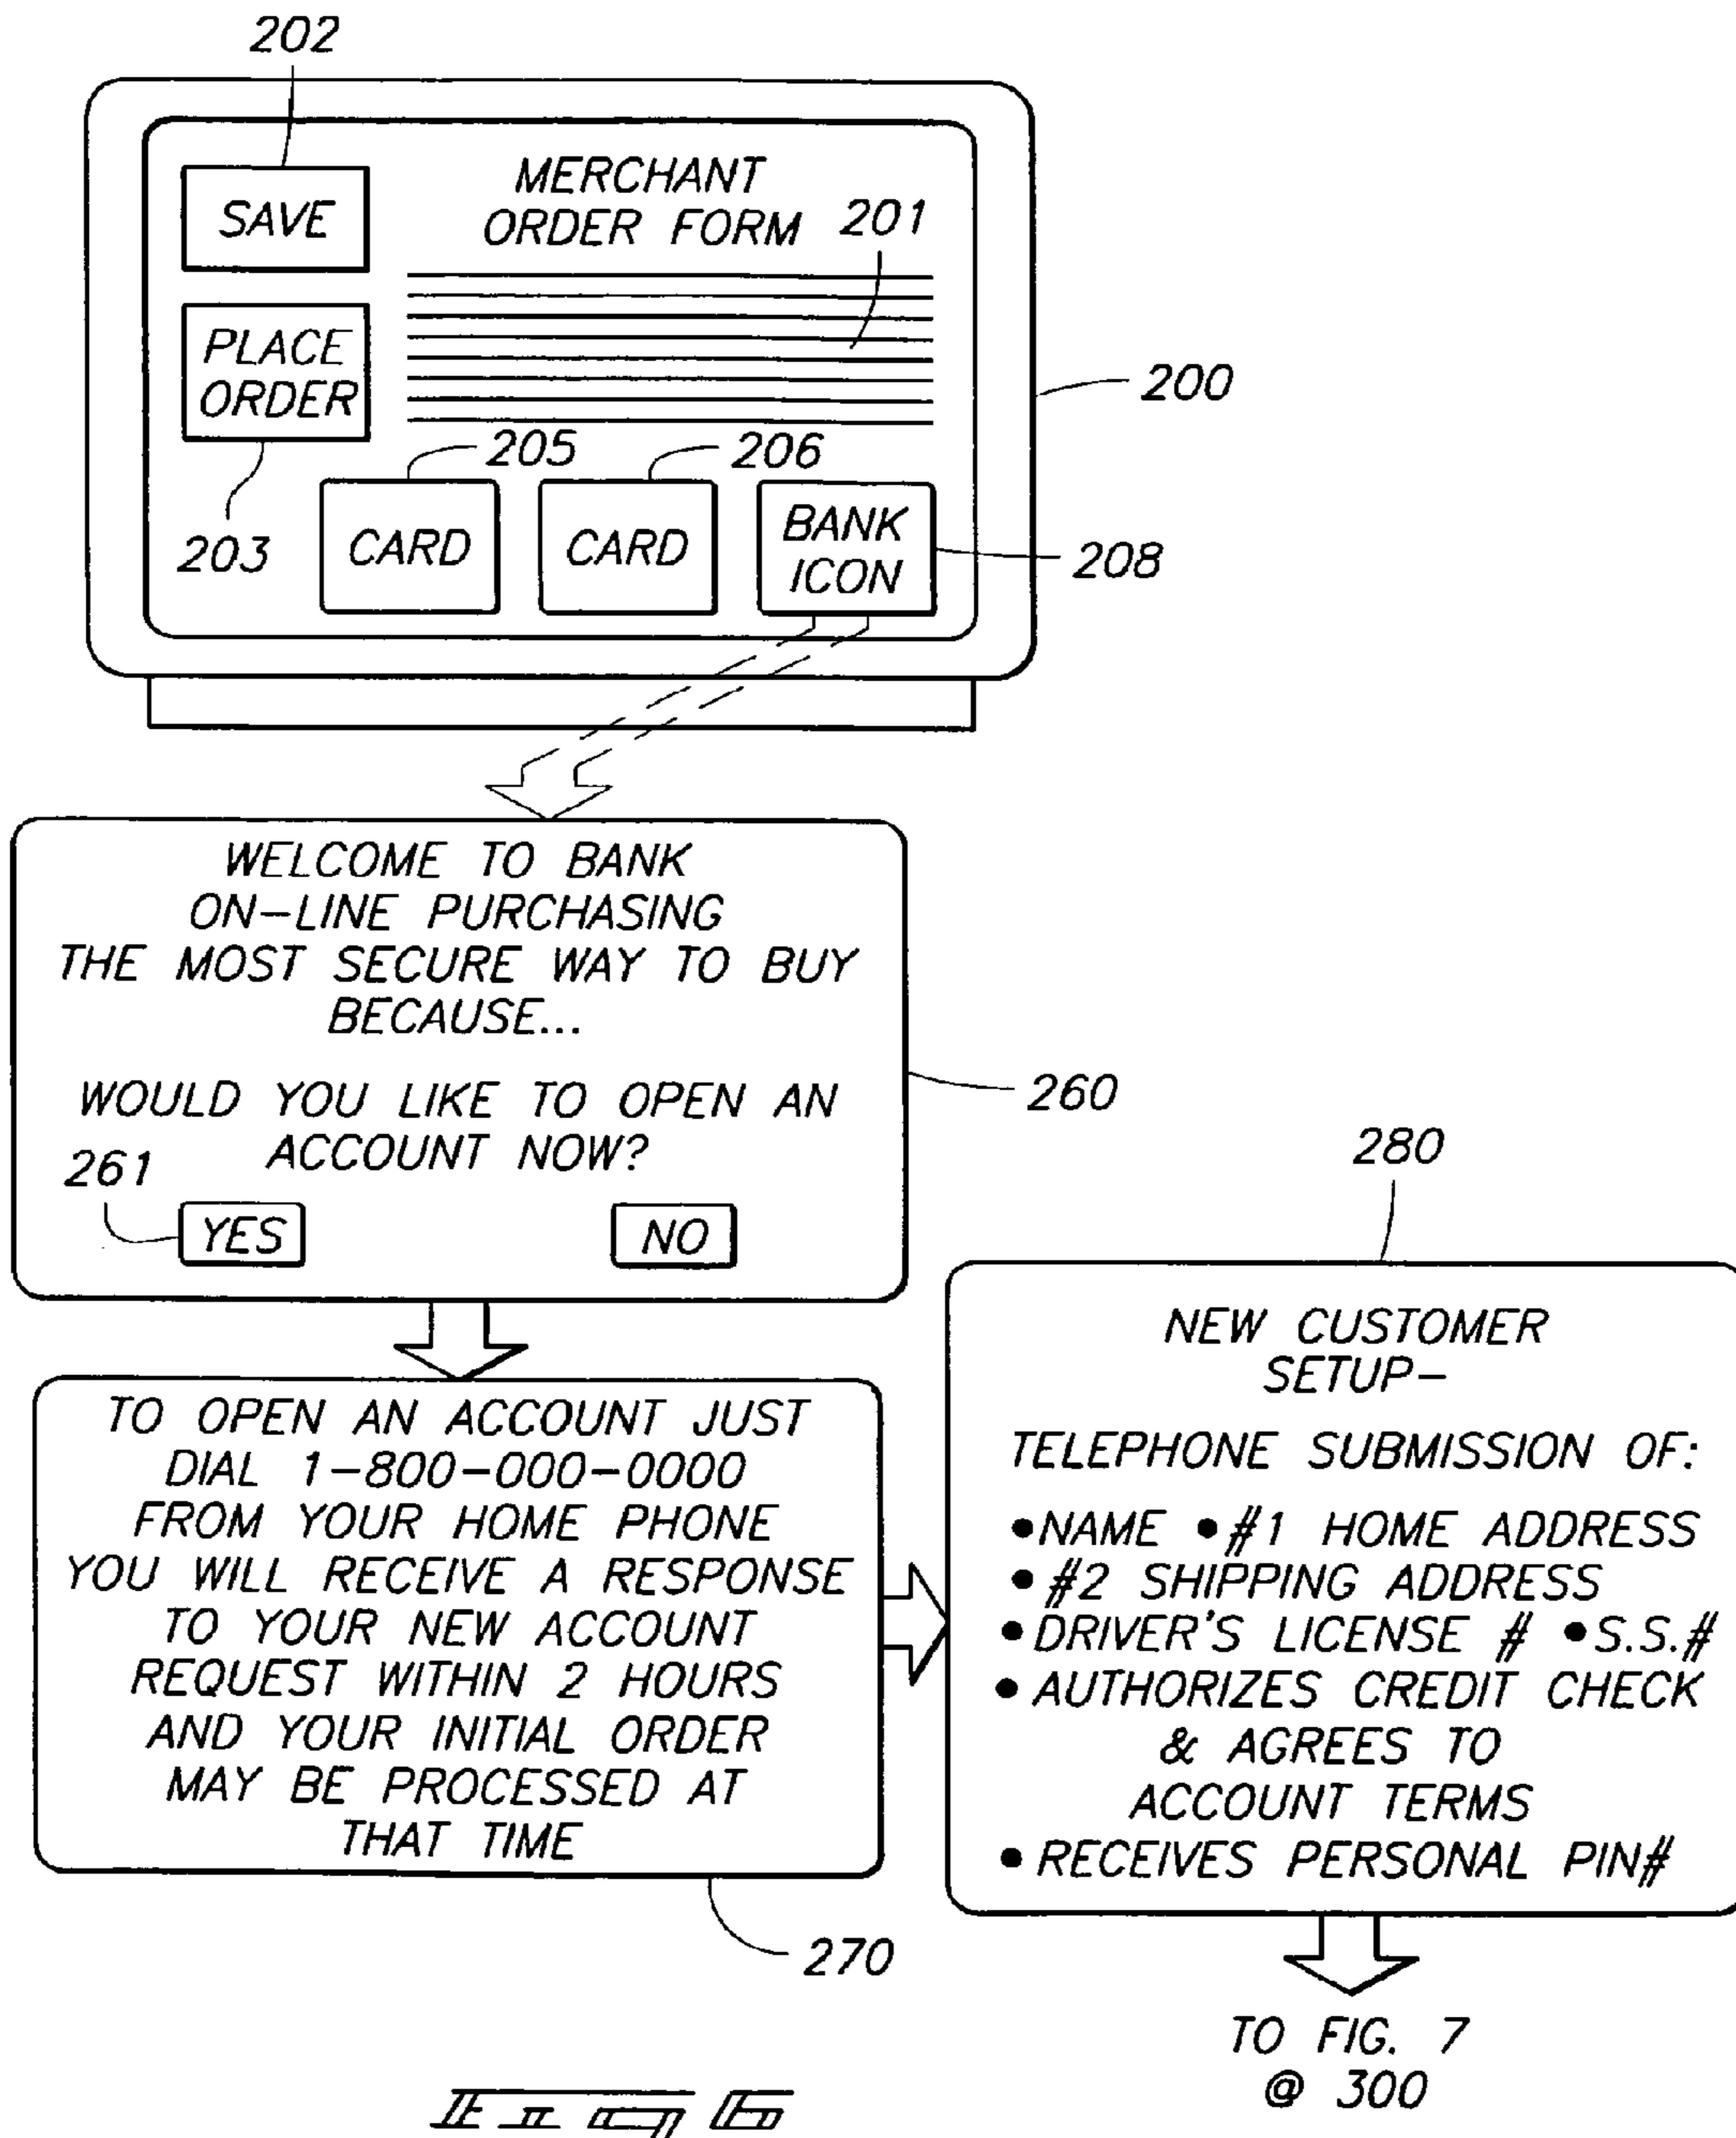 202
SAVE
MERCHANT
ORDER FORM
201
PLACE
ORDER
200
205
206
203
CARD
CARD
BANK
ICON
208
WELCOME TO BANK
ON-LINE PURCHASING
THE MOST SECURE WAY TO BUY
BECAUSE...
WOULD YOU LIKE TO OPEN AN
ACCOUNT NOW?
260
261
YES
NO
TO OPEN AN ACCOUNT JUST
DIAL 1-800-000-0000
FROM YOUR HOME PHONE
YOU WILL RECEIVE A RESPONSE
TO YOUR NEW ACCOUNT
REQUEST WITHIN 2 HOURS
AND YOUR INITIAL ORDER
MAY BE PROCESSED AT
THAT TIME
270
280
NEW CUSTOMER
SETUP-
TELEPHONE SUBMISSION OF:
•NAME •#1 HOME ADDRESS
• #2 SHIPPING ADDRESS
• DRIVER'S LICENSE # •S.S.#
• AUTHORIZES CREDIT CHECK
& AGREES TO
ACCOUNT TERMS
• RECEIVES PERSONAL PIN#
TO FIG. 7
@ 300
Fig 6